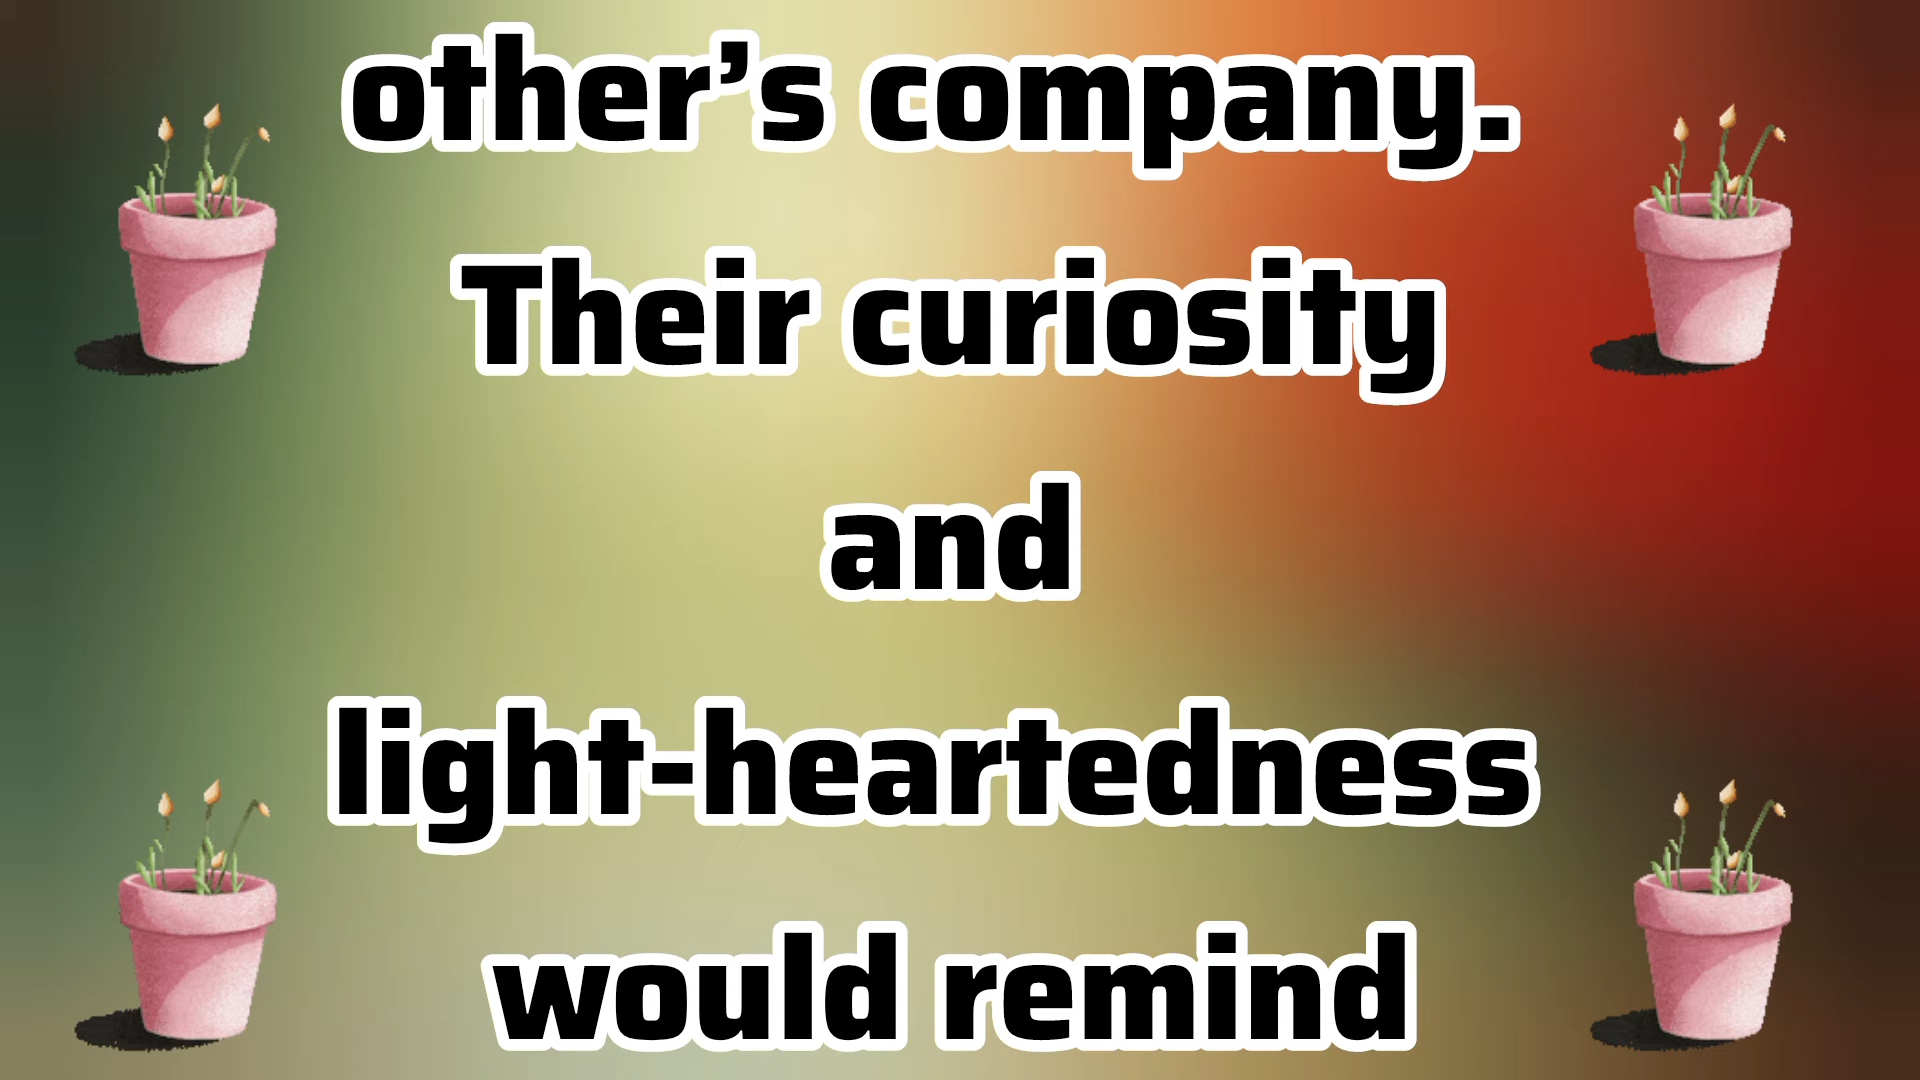 other’s company.
Their curiosity
and
light-heartedness
would remind